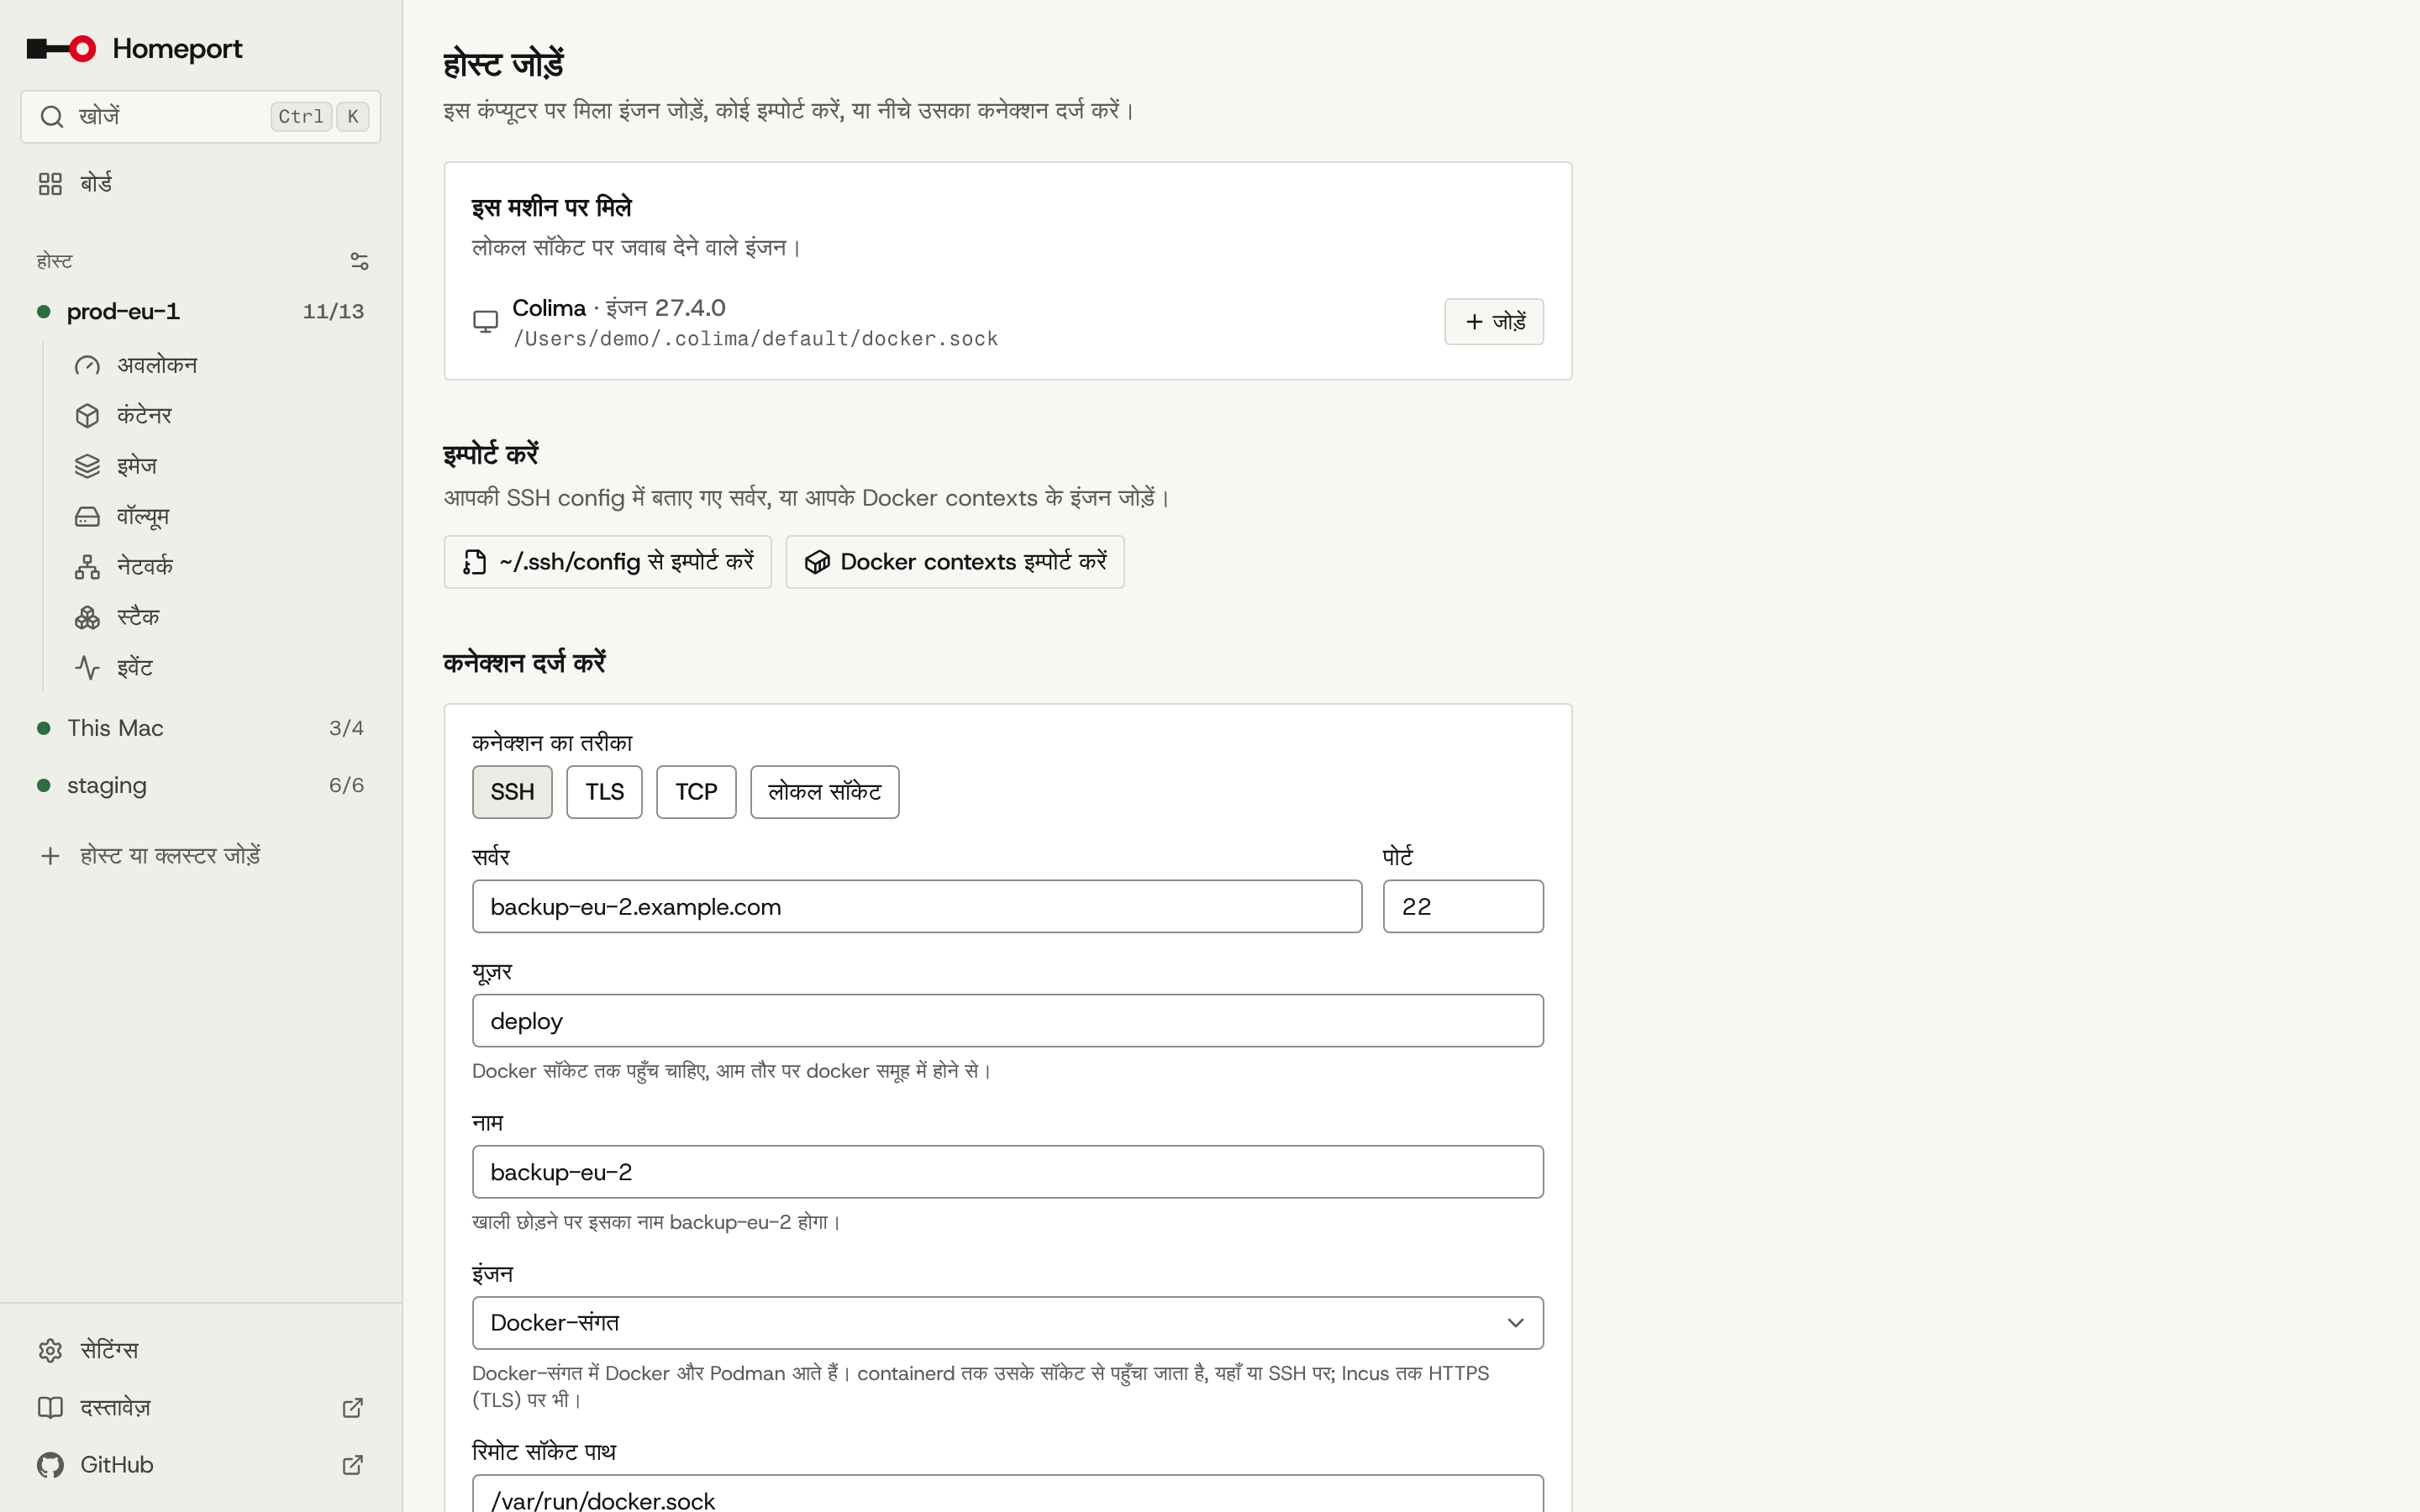 Homeport
खोजें Ctrl K
बोर्ड
होस्ट
prod-eu-1 11/13
अवलोकन
कंटेनर
इमेज
वॉल्यूम
नेटवर्क
स्टैक
इवेंट
This Mac 3/4
staging 6/6
होस्ट या क्लस्टर जोड़ें
सेटिंग्स
दस्तावेज़
GitHub
होस्ट जोड़ें
इस कंप्यूटर पर मिला इंजन जोड़ें, कोई इम्पोर्ट करें, या नीचे उसका कनेक्शन दर्ज करें।
इस मशीन पर मिले
लोकल सॉकेट पर जवाब देने वाले इंजन।
Colima · इंजन 27.4.0
/Users/demo/.colima/default/docker.sock
जोड़ें
इम्पोर्ट करें
आपकी SSH config में बताए गए सर्वर, या आपके Docker contexts के इंजन जोड़ें।
~/.ssh/config से इम्पोर्ट करें
Docker contexts इम्पोर्ट करें
कनेक्शन दर्ज करें
कनेक्शन का तरीका
SSH TLS TCP लोकल सॉकेट
सर्वर पोर्ट
backup-eu-2.example.com 22
यूज़र
deploy
Docker सॉकेट तक पहुँच चाहिए, आम तौर पर docker समूह में होने से।
नाम
backup-eu-2
खाली छोड़ने पर इसका नाम backup-eu-2 होगा।
इंजन
Docker-संगत
Docker-संगत में Docker और Podman आते हैं। containerd तक उसके सॉकेट से पहुँचा जाता है, यहाँ या SSH पर; Incus तक HTTPS
(TLS) पर भी।
रिमोट सॉकेट पाथ
/var/run/docker.sock